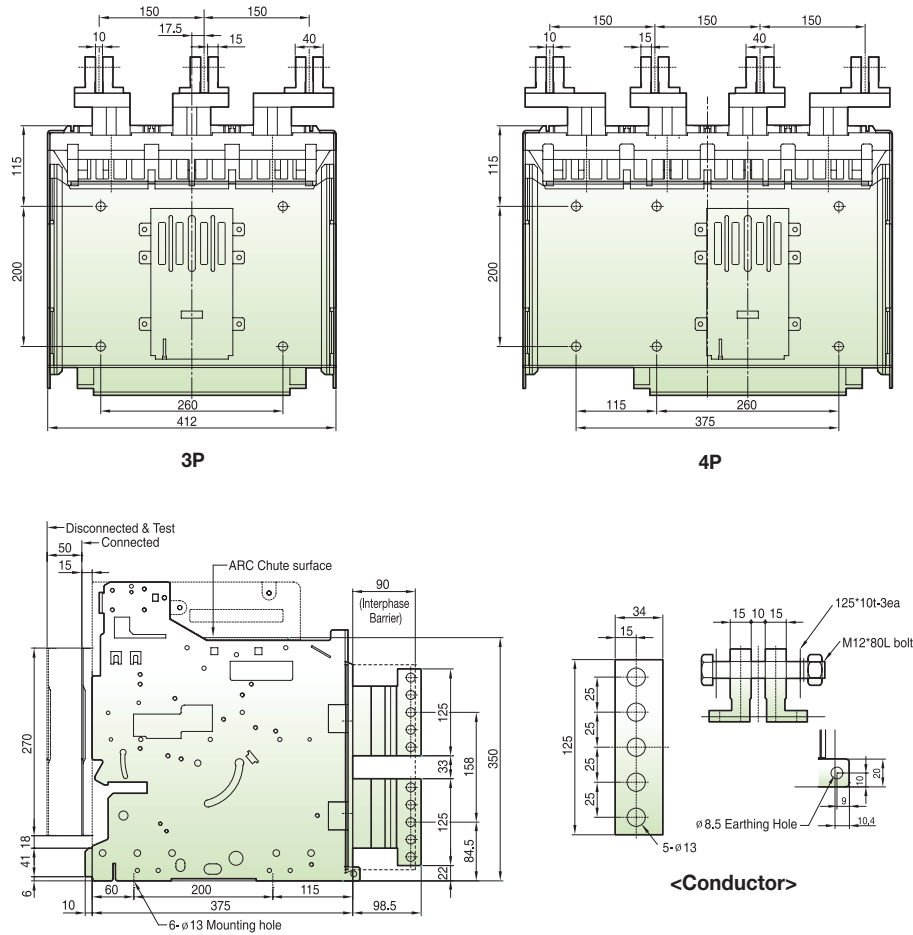 150 150
17.5
10 15 40
115
200
260
412
3P
150 150 150
10 15 40
115
200
115 260
375
4P
Disconnected & Test
Connected
50
15
ARC Chute surface
90
(Interphase
Barrier)
270
18
41
6
125
33
125
22
158
84.5
350
60 200 115
10 375 98.5
6-ø13 Mounting hole
34
15
125
25
25
25
25
5-ø13
15 10 15
125*10t-3ea
M12*80L bolt
ø8.5 Earthing Hole
20
10
9
10,4
<Conductor>